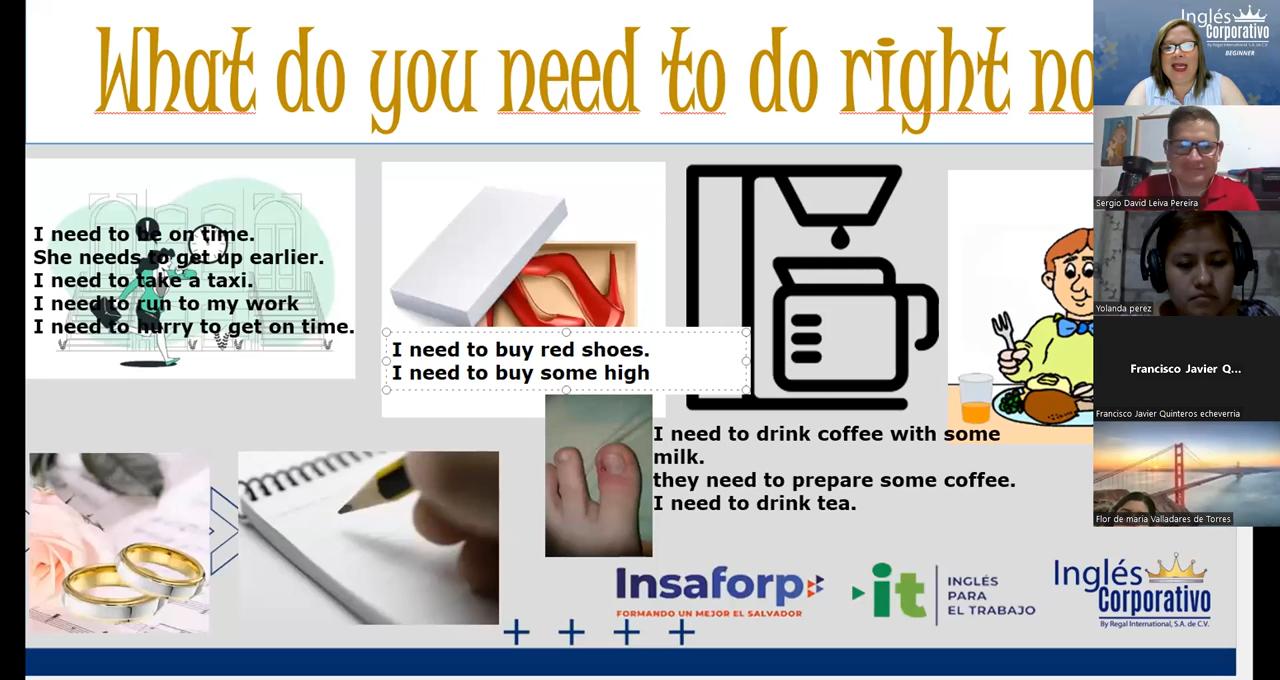 What do you need to do right no
I need to be on time.
She needs to get up earlier.
I need to take a taxi.
I need to run to my work
I need to hurry to get on time.
I need to buy red shoes.
I need to buy some high
I need to drink coffee with some
milk.
they need to prepare some coffee.
I need to drink tea.
Insaforp
FORMANDO UN MEJOR EL SALVADOR
it
INGLÉS
PARA
EL TRABAJO
Inglés
Corporativo
By Regal International, S.A. de C.V.
Inglés
Corporativo
By Regal International, S.A. de C.V.
BEGINNER
Sergio David Leiva Pereira
Yolanda perez
Francisco Javier Q...
Francisco Javier Quinteros echeverria
Flor de maria Valladares de Torres